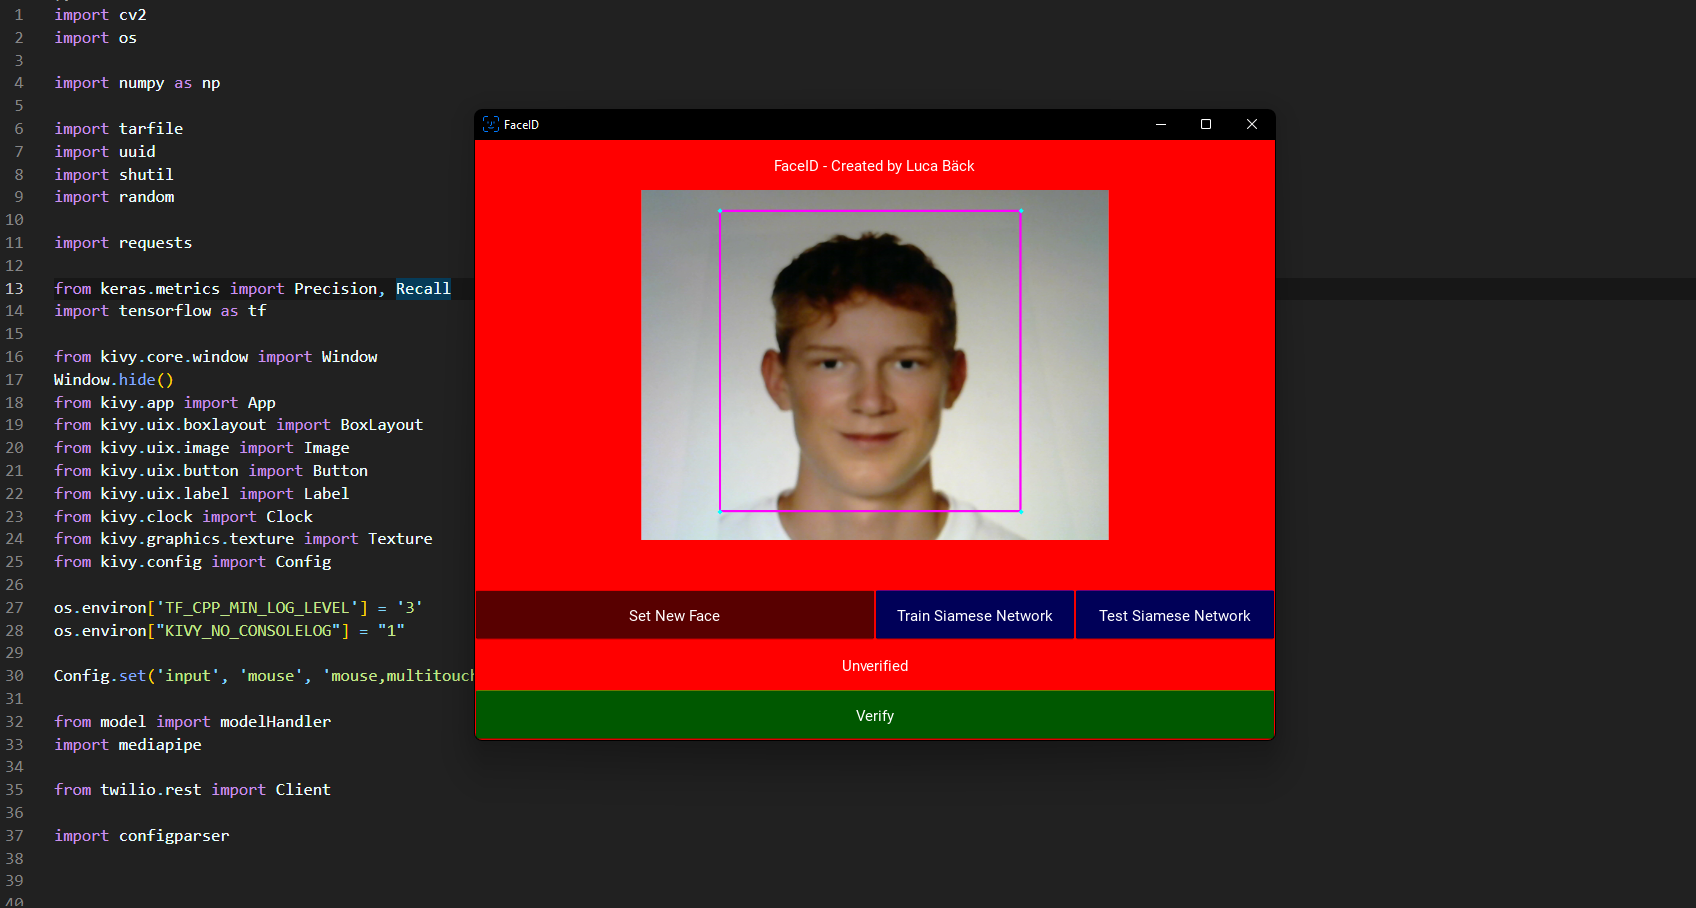 1 import cv2
2 import os
3
4 import numpy as np
5
6 import tarfile
7 import uuid
8 import shutil
9 import random
10
11 import requests
12
13 from keras.metrics import Precision, Recall
14 import tensorflow as tf
15
16 from kivy.core.window import Window
17 Window.hide()
18 from kivy.app import App
19 from kivy.uix.boxlayout import BoxLayout
20 from kivy.uix.image import Image
21 from kivy.uix.button import Button
22 from kivy.uix.label import Label
23 from kivy.clock import Clock
24 from kivy.graphics.texture import Texture
25 from kivy.config import Config
26
27 os.environ['TF_CPP_MIN_LOG_LEVEL'] = '3'
28 os.environ["KIVY_NO_CONSOLELOG"] = "1"
29
30 Config.set('input', 'mouse', 'mouse,multitouch
31
32 from model import modelHandler
33 import mediapipe
34
35 from twilio.rest import Client
36
37 import configparser
38
39
40
FaceID
FaceID - Created by Luca Bäck
Set New Face
Train Siamese Network
Test Siamese Network
Unverified
Verify